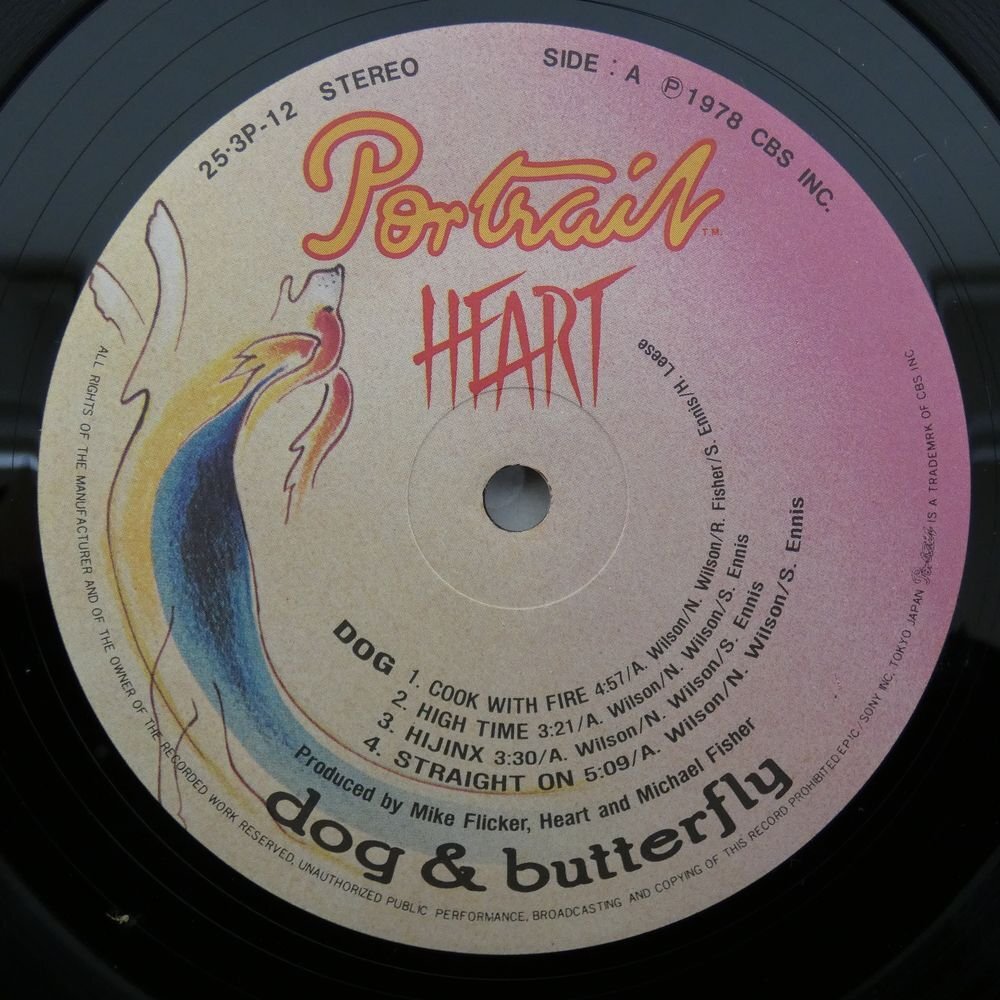 25·3P-12 STEREO
SIDE : A Ⓟ1978 CBS INC.
Portrait T.M.
HEART
DOG
1. COOK WITH FIRE 4:57/A. Wilson/N. Wilson/R. Fisher/S. Ennis/H. Leese
2. HIGH TIME 3:21/A. Wilson/N. Wilson/S. Ennis
3. HIJINX 3:30/A. Wilson/N. Wilson/S. Ennis
4. STRAIGHT ON 5:09/A. Wilson/N. Wilson/S. Ennis
Produced by Mike Flicker, Heart and Michael Fisher
dog & butterfly
ALL RIGHTS OF THE MANUFACTURER AND OF THE OWNER OF THE RECORDED WORK RESERVED, UNAUTHORIZED PUBLIC PERFORMANCE, BROADCASTING AND COPYING OF THIS RECORD PROHIBITED.EPIC, SONY INC. TOKYO JAPAN Portrait IS A TRADEMRK OF CBS INC